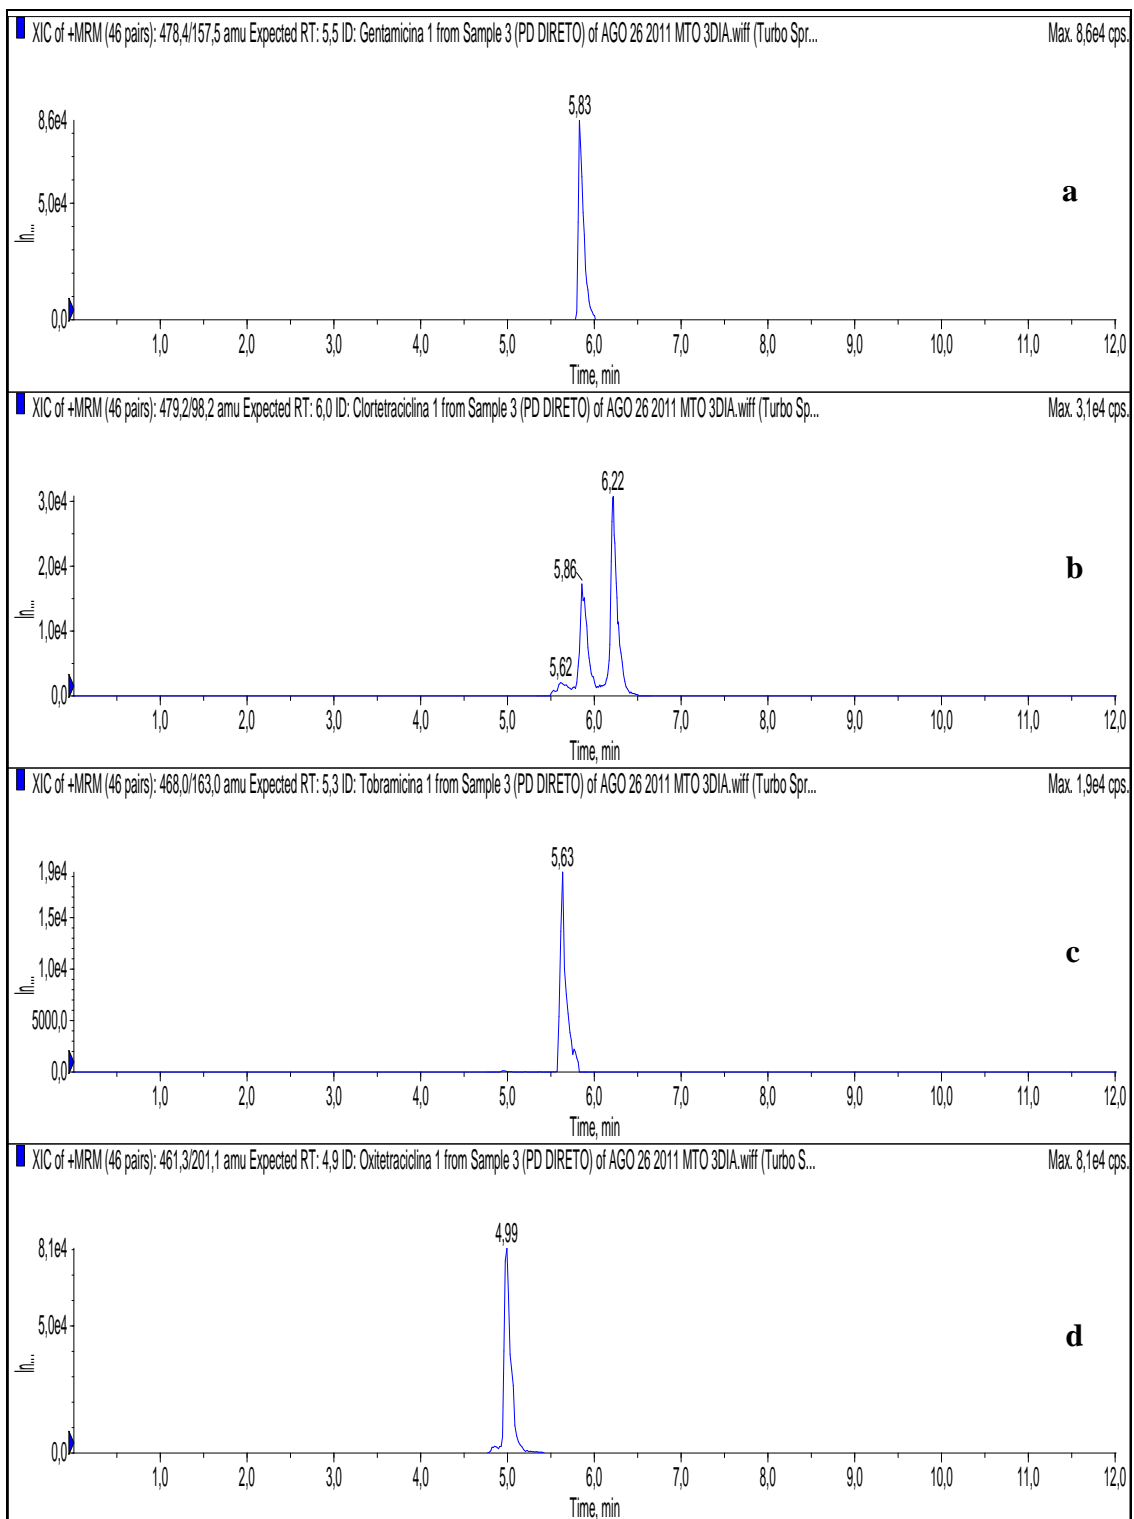 XIC of +MRM (46 pairs): 478,4/157,5 amu Expected RT: 5,5 ID: Gentamicina 1 from Sample 3 (PD DIRETO) of AGO 26 2011 MTO 3DIA.wiff (Turbo Spr... Max. 8,6e4 cps.
5,83
8,6e4
a
5,0e4
In...
0,0
1,0 2,0 3,0 4,0 5,0 6,0 7,0 8,0 9,0 10,0 11,0 12,0
Time, min
XIC of +MRM (46 pairs): 479,2/98,2 amu Expected RT: 6,0 ID: Clortetraciclina 1 from Sample 3 (PD DIRETO) of AGO 26 2011 MTO 3DIA.wiff (Turbo Sp... Max. 3,1e4 cps.
6,22
3,0e4
5,86
b
2,0e4
In...
1,0e4
5,62
0,0
1,0 2,0 3,0 4,0 5,0 6,0 7,0 8,0 9,0 10,0 11,0 12,0
Time, min
XIC of +MRM (46 pairs): 468,0/163,0 amu Expected RT: 5,3 ID: Tobramicina 1 from Sample 3 (PD DIRETO) of AGO 26 2011 MTO 3DIA.wiff (Turbo Spr... Max. 1,9e4 cps.
5,63
1,9e4
1,5e4
c
1,0e4
In...
5000,0
0,0
1,0 2,0 3,0 4,0 5,0 6,0 7,0 8,0 9,0 10,0 11,0 12,0
Time, min
XIC of +MRM (46 pairs): 461,3/201,1 amu Expected RT: 4,9 ID: Oxitetraciclina 1 from Sample 3 (PD DIRETO) of AGO 26 2011 MTO 3DIA.wiff (Turbo S... Max. 8,1e4 cps.
4,99
8,1e4
5,0e4
d
In...
0,0
1,0 2,0 3,0 4,0 5,0 6,0 7,0 8,0 9,0 10,0 11,0 12,0
Time, min